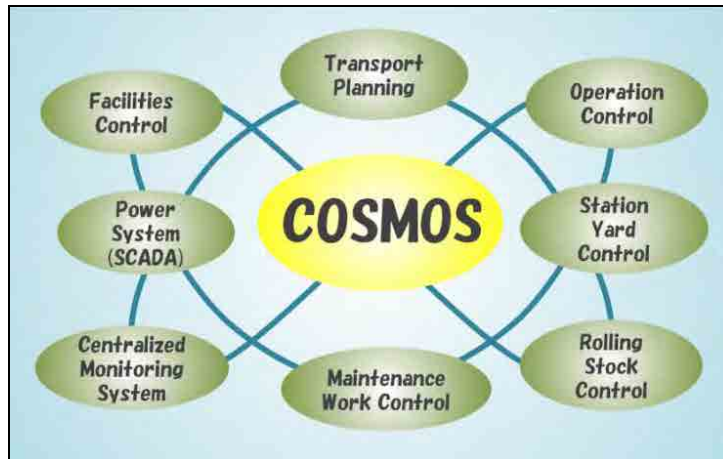 Transport
Planning
Facilities
Control
Operation
Control
COSMOS
Power
System
(SCADA)
Station
Yard
Control
Centralized
Monitoring
System
Maintenance
Work Control
Rolling
Stock
Control